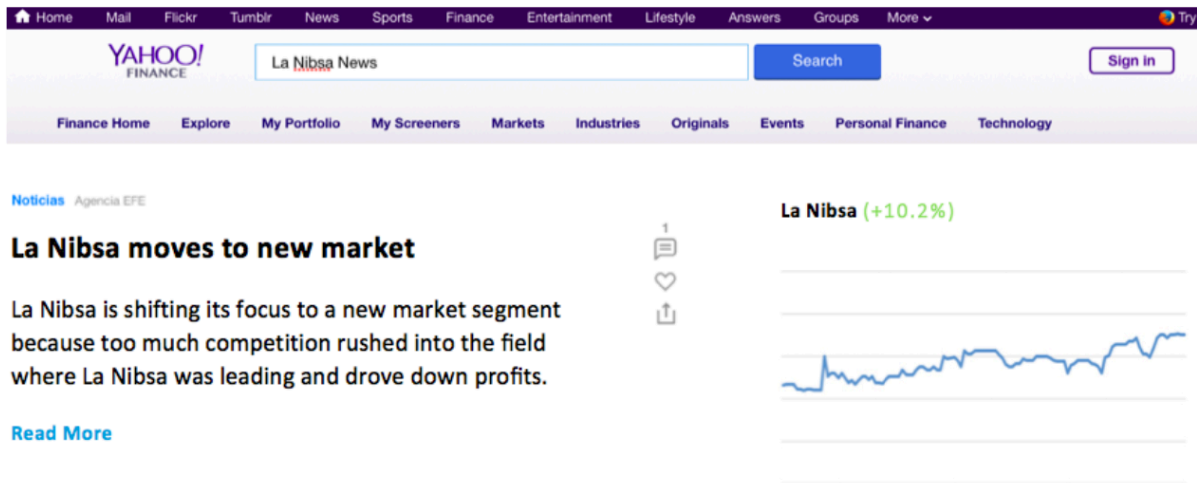 Home Mail Flickr Tumblr News Sports Finance Entertainment Lifestyle Answers Groups More Try
YAHOO!
FINANCE
La Nibsa News
Search
Sign in
Finance Home Explore My Portfolio My Screeners Markets Industries Originals Events Personal Finance Technology
Noticias Agencia EFE
La Nibsa moves to new market
La Nibsa is shifting its focus to a new market segment
because too much competition rushed into the field
where La Nibsa was leading and drove down profits.
Read More
1
La Nibsa (+10.2%)